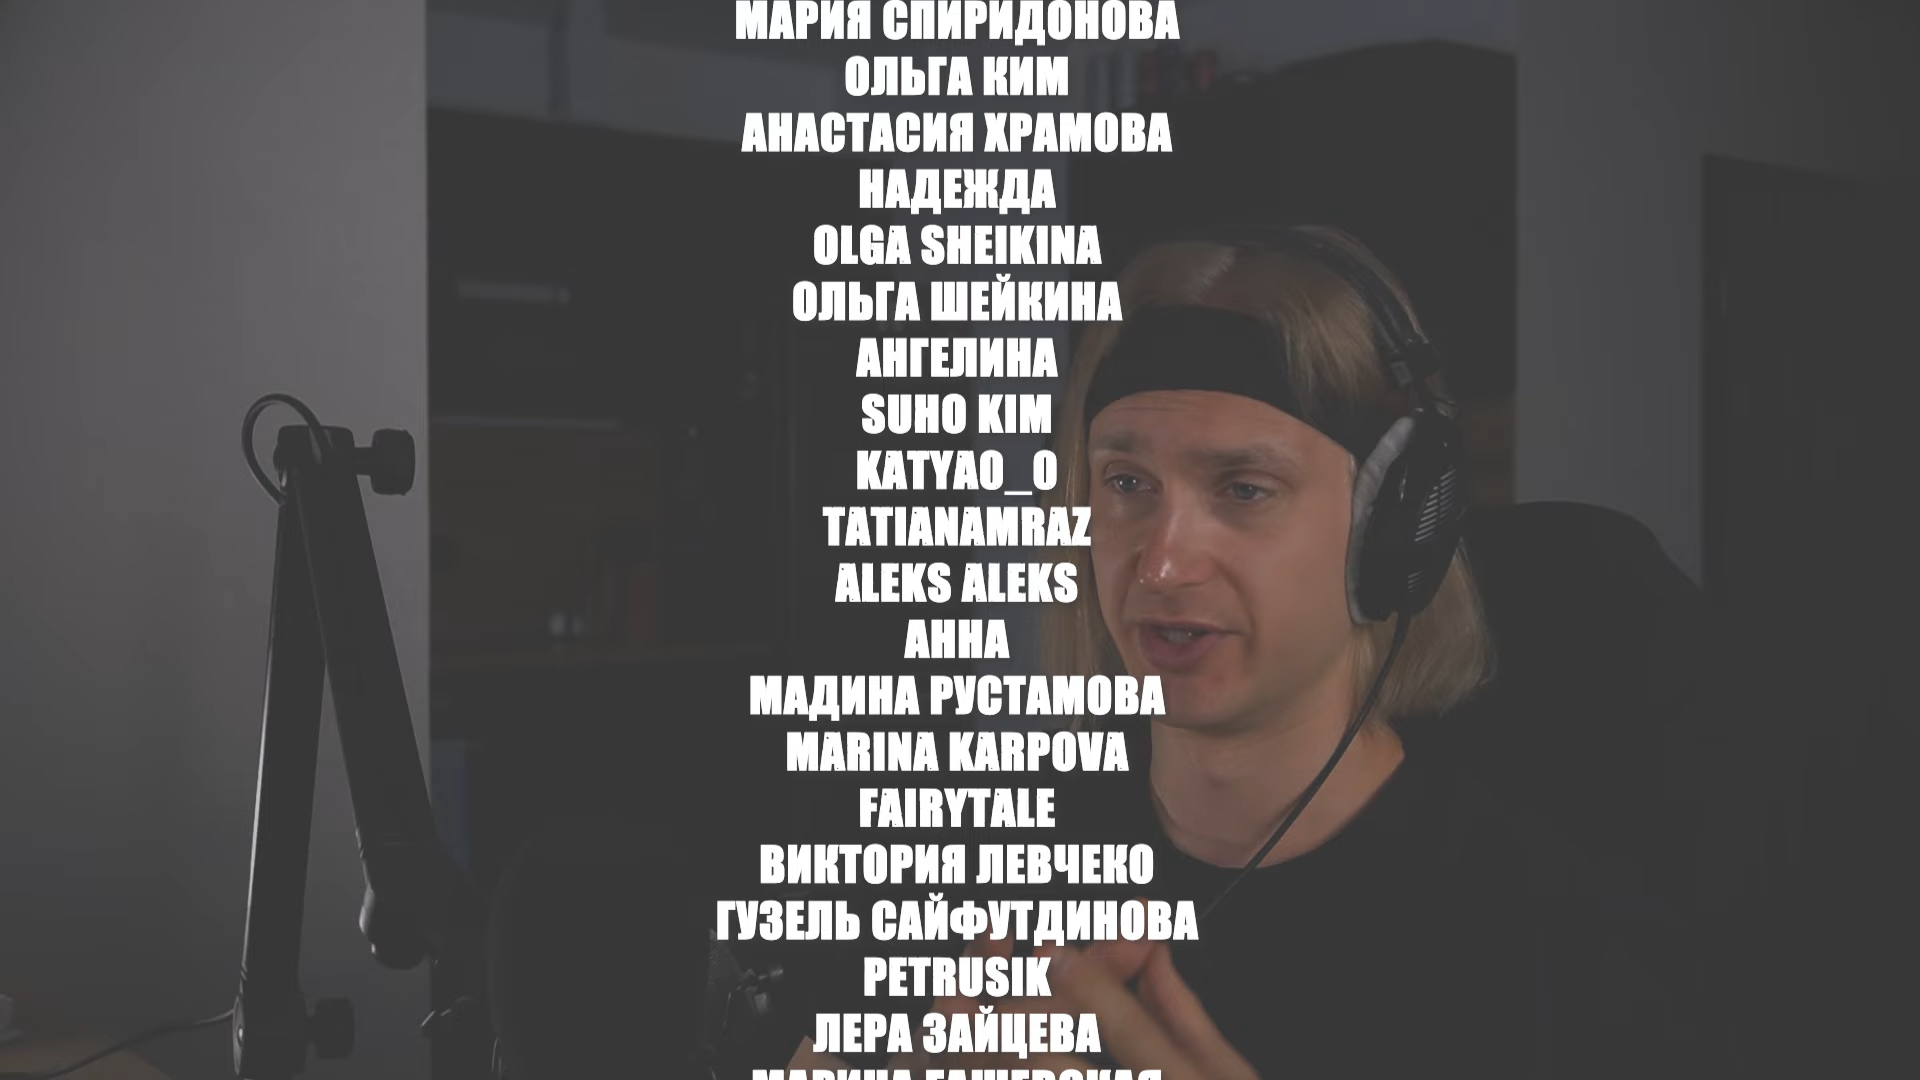 МАРИЯ СПИРИДОНОВА
ОЛЬГА КИМ
АНАСТАСИЯ ХРАМОВА
НАДЕЖДА
OLGA SHEIKINA
ОЛЬГА ШЕЙКИНА
АНГЕЛИНА
SUHO KIM
KATYAO_O
TATIANAMRAZ
ALEKS ALEKS
АННА
МАДИНА РУСТАМОВА
MARINA KARPOVA
FAIRYTALE
ВИКТОРИЯ ЛЕВЧЕКО
ГУЗЕЛЬ САЙФУТДИНОВА
PETRUSIK
ЛЕРА ЗАЙЦЕВА
МАРИНА